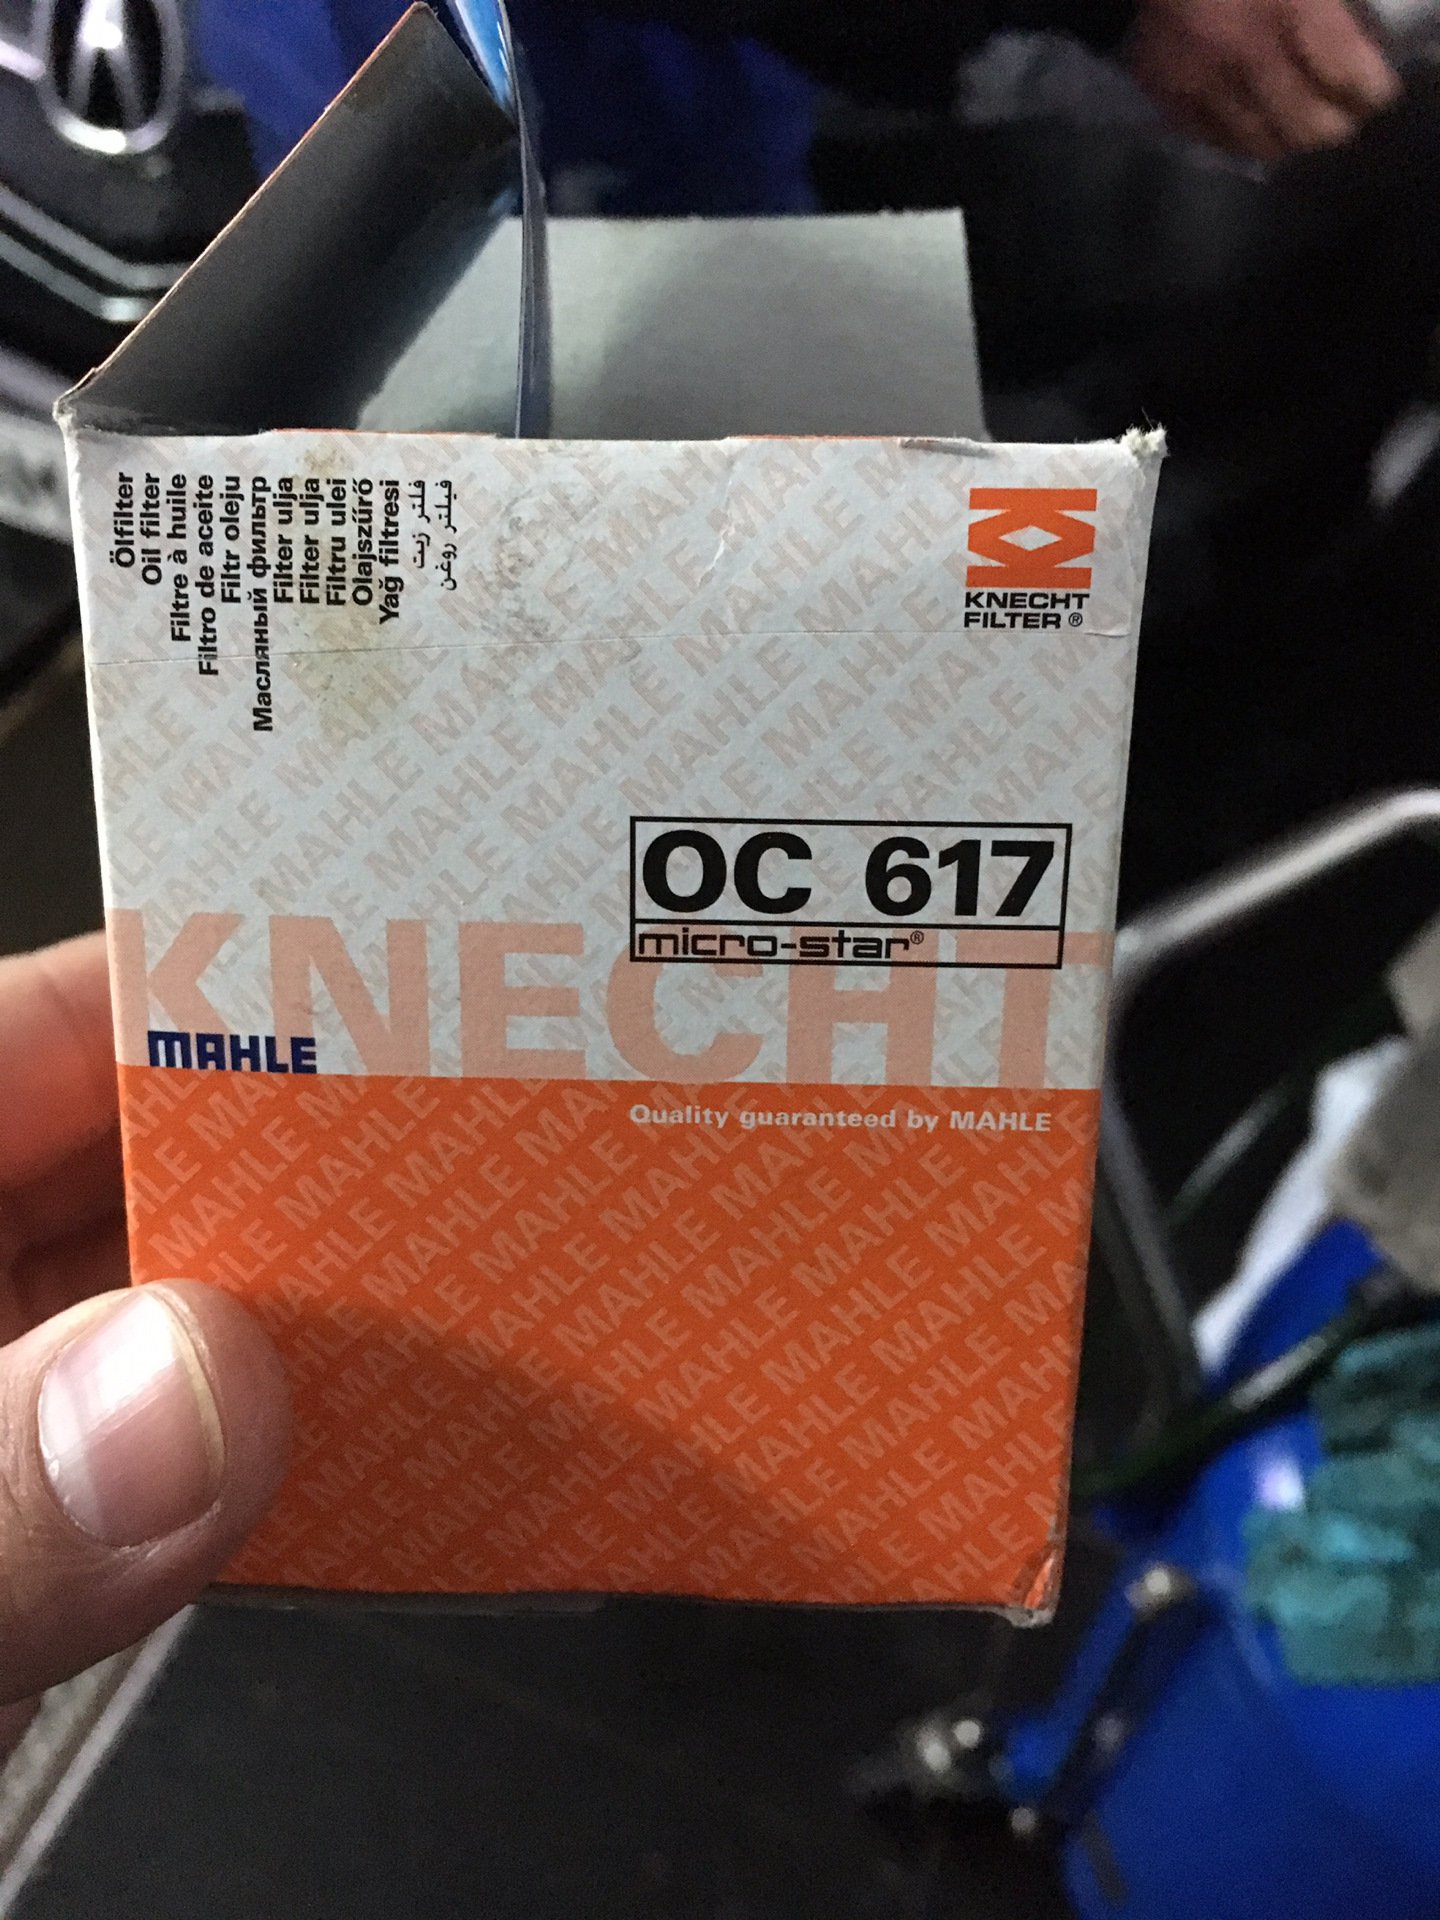 Ölfilter
Oil filter
Filtre à huile
Filtro de aceite
Filtr oleju
Масляный фильтр
Filter ulja
Filter ulja
Filtru ulei
Olajszűrő
Yağ filtresi
فلتر زيت
فیلتر روغن
KNECHT
FILTER®
OC 617
micro-star®
KNECHT
MAHLE
Quality guaranteed by MAHLE